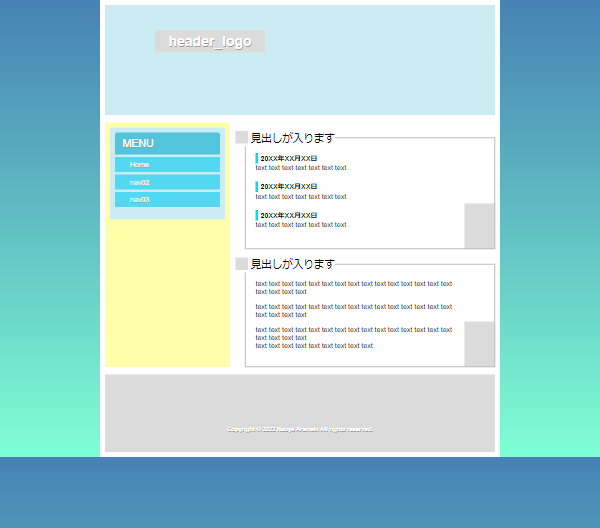 header_logo
MENU
Home
nav02
nav03
見出しが入ります
20XX年XX月XX日
text text text text text text text
20XX年XX月XX日
text text text text text text text
20XX年XX月XX日
text text text text text text text
見出しが入ります
text text text text text text text text text text text text text text text
text text text text
text text text text text text text text text text text text text text text
text text text text
text text text text text text text text text text text text text text text
text text text text
text text text text text text text text text
Copyright © 2022 Naoya Aramaki All rights reserved.